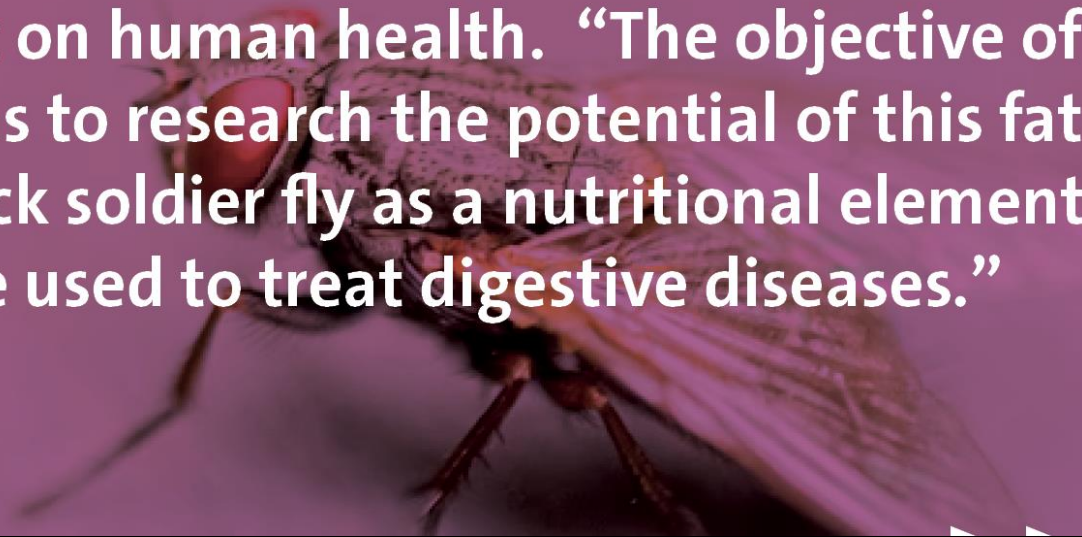 on human health. “The objective of
s to research the potential of this fat
ck soldier fly as a nutritional element
e used to treat digestive diseases.”